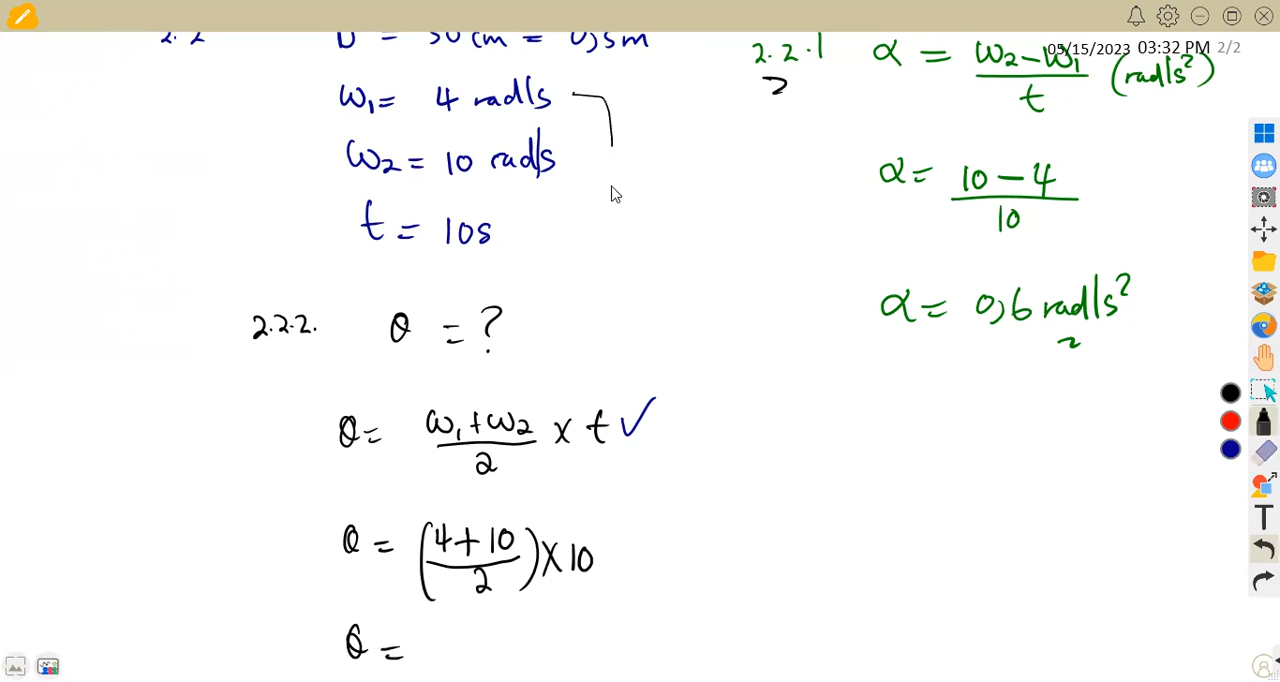 05/15/2023 03:32 PM 2/2
2.2 D = 50 cm = 0,5m
ω₁ = 4 rad/s
ω₂ = 10 rad/s
t = 10s
2.2.2. θ = ?
θ = (ω₁+ω₂)/2 × t ✓
θ = ((4+10)/2) × 10
θ =
2.2.1 α = (ω₂-ω₁)/t (rad/s²)
α = (10-4)/10
α = 0,6 rad/s²
T